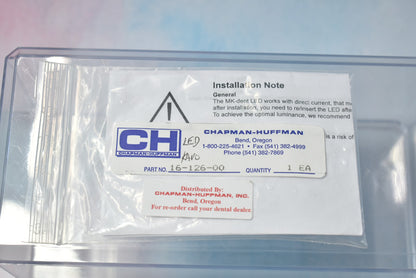 Installation Note
General
The MK-dent LED works with direct current, that
after installation, you need to re/insert the LED afte
To achieve the optimal luminance, we recommend
is a risk of
CH
CHAPMAN-HUFFMAN
LED
KAVO
CHAPMAN-HUFFMAN
Bend, Oregon
1-800-225-4621 • Fax (541) 382-4999
Phone (541) 382-7869
PART NO. 16-126-00 QUANTITY 1 EA
Distributed By:
CHAPMAN-HUFFMAN, INC.
Bend, Oregon
For re-order call your dental dealer.